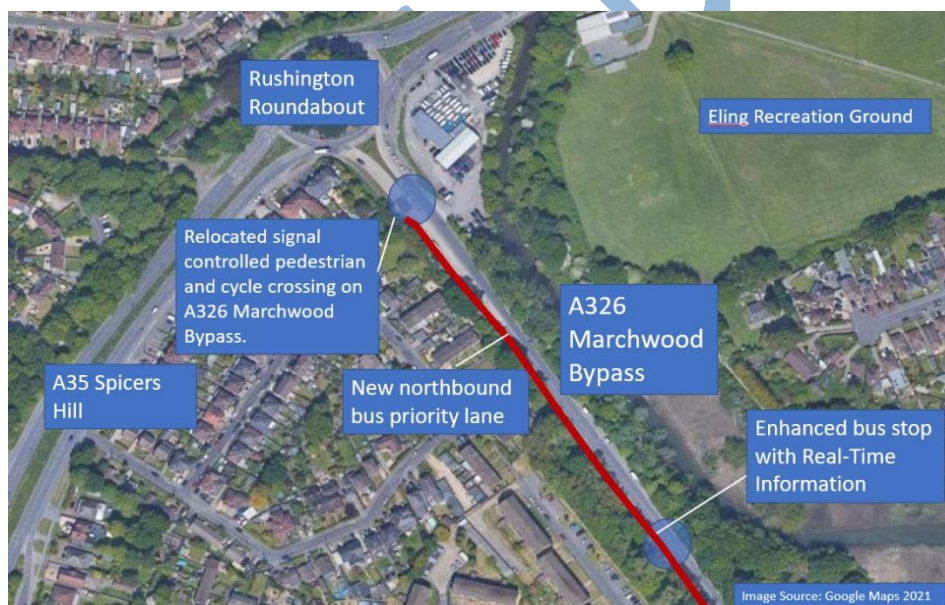 Rushington
Roundabout
Eling Recreation Ground
Relocated signal
controlled pedestrian
and cycle crossing on
A326 Marchwood
Bypass.
A326
Marchwood
Bypass
A35 Spicers
Hill
New northbound
bus priority lane
Enhanced bus stop
with Real-Time
Information
Image Source: Google Maps 2021